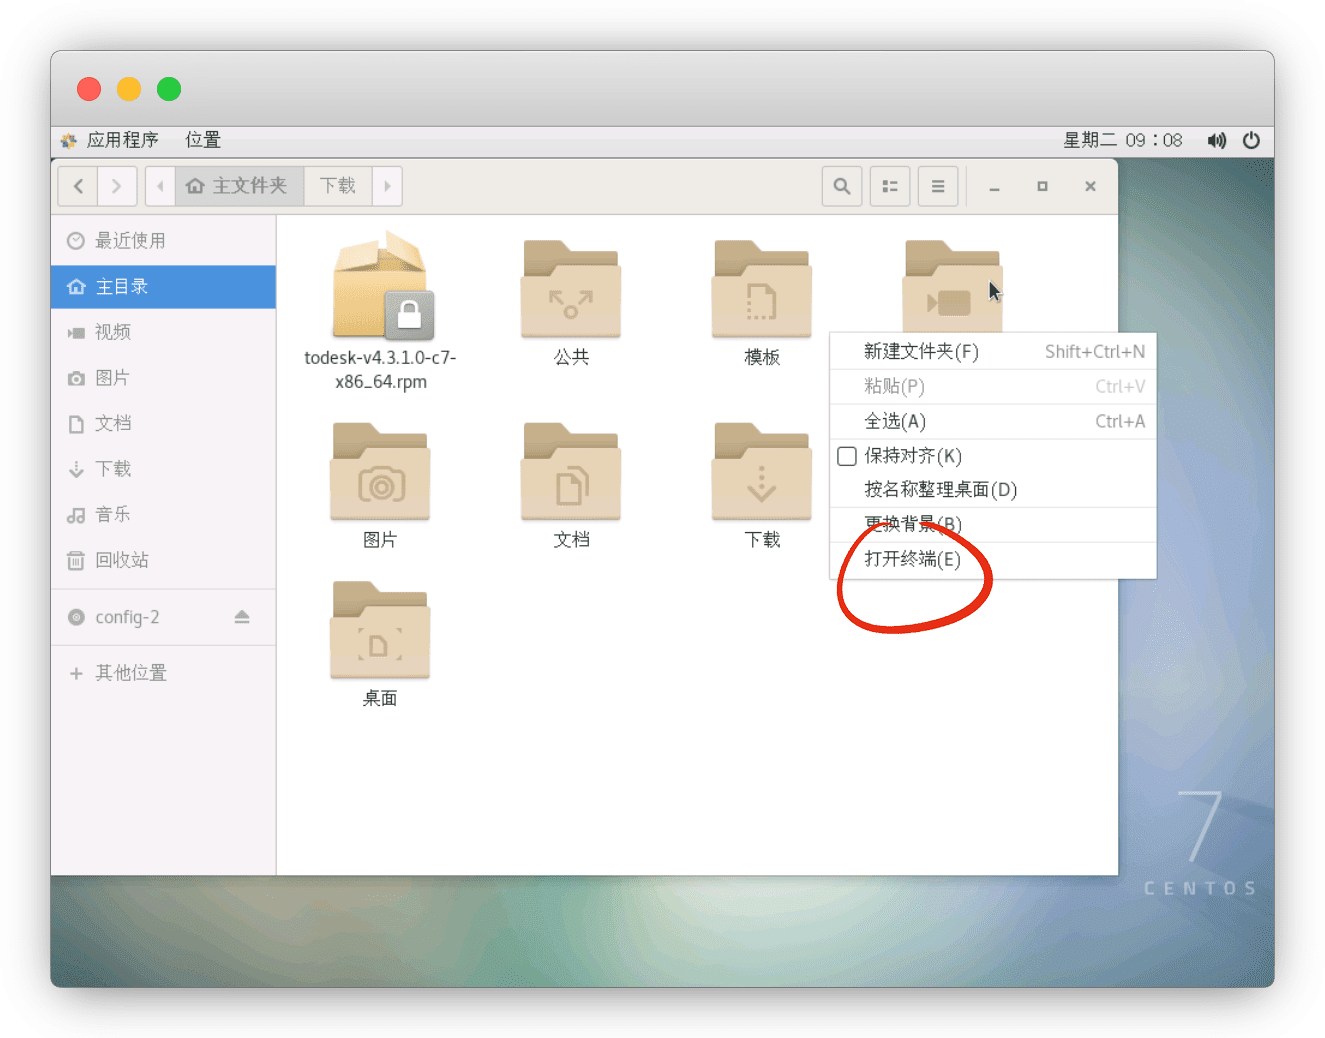 应用程序 位置 星期二 09：08
主文件夹 下载
最近使用
主目录
视频
图片
文档
下载
音乐
回收站
config-2
其他位置
todesk-v4.3.1.0-c7-
x86_64.rpm
公共
模板
图片
文档
下载
桌面
新建文件夹(F) Shift+Ctrl+N
粘贴(P) Ctrl+V
全选(A) Ctrl+A
保持对齐(K)
按名称整理桌面(D)
更换背景(B)
打开终端(E)
7
CENTOS